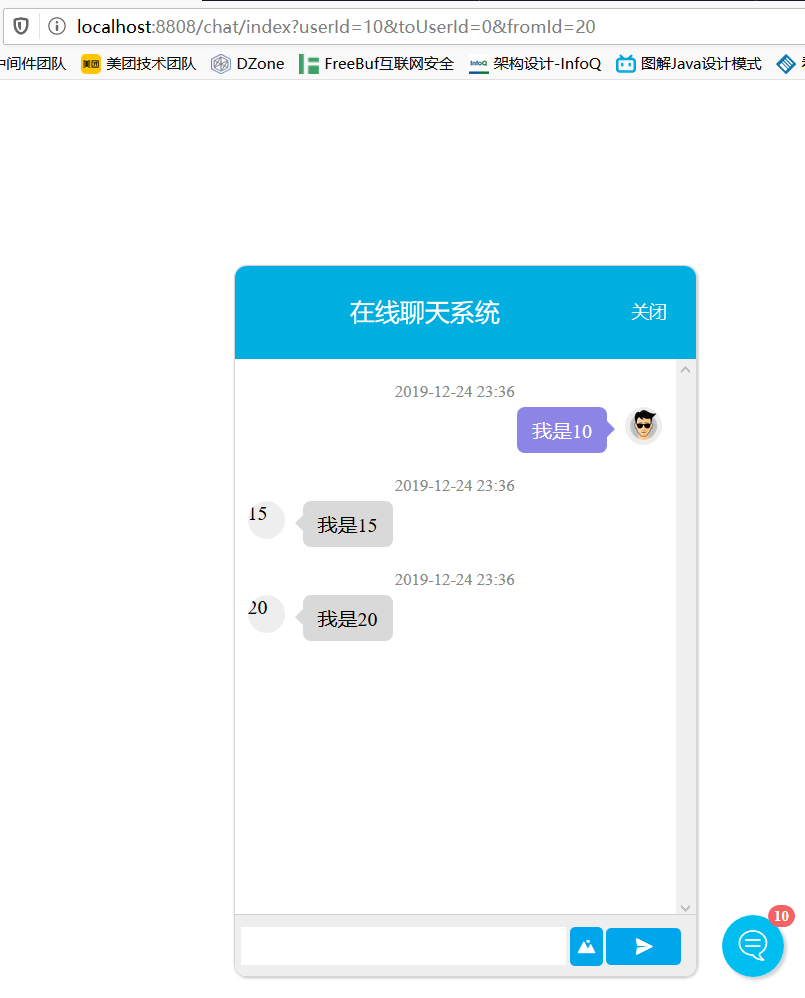 localhost:8808/chat/index?userId=10&toUserId=0&fromId=20
间件团队 美团 美团技术团队 DZone FreeBuf互联网安全 InfoQ 架构设计-InfoQ 图解Java设计模式
在线聊天系统 关闭
2019-12-24 23:36
我是10
2019-12-24 23:36
15 我是15
2019-12-24 23:36
20 我是20
10